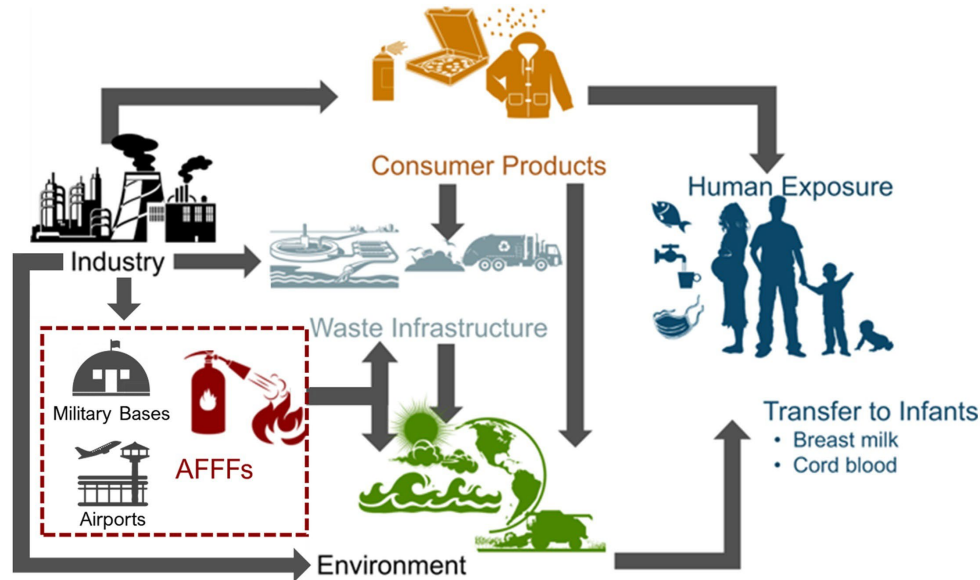 Consumer Products
Human Exposure
Industry
Waste Infrastructure
Military Bases
AFFFs
Airports
Transfer to Infants
• Breast milk
• Cord blood
Environment